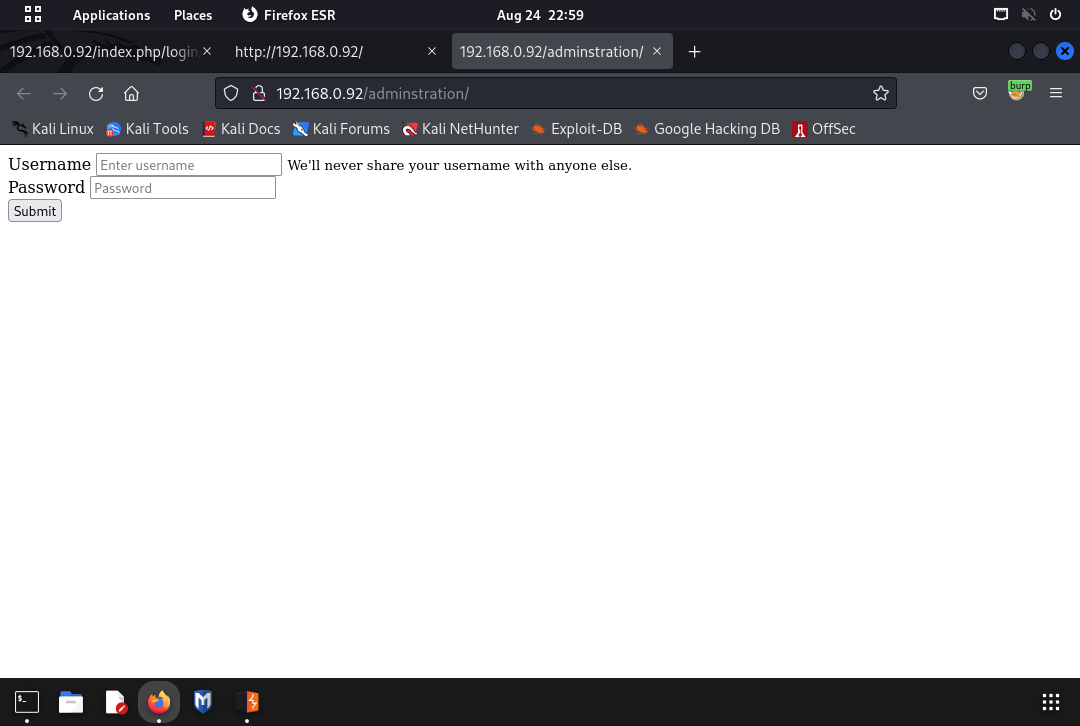 Applications Places Firefox ESR Aug 24 22:59
192.168.0.92/index.php/login http://192.168.0.92/ 192.168.0.92/adminstration/
192.168.0.92/adminstration/ burp
Kali Linux Kali Tools Kali Docs Kali Forums Kali NetHunter Exploit-DB Google Hacking DB OffSec
Username Enter username We'll never share your username with anyone else.
Password Password
Submit